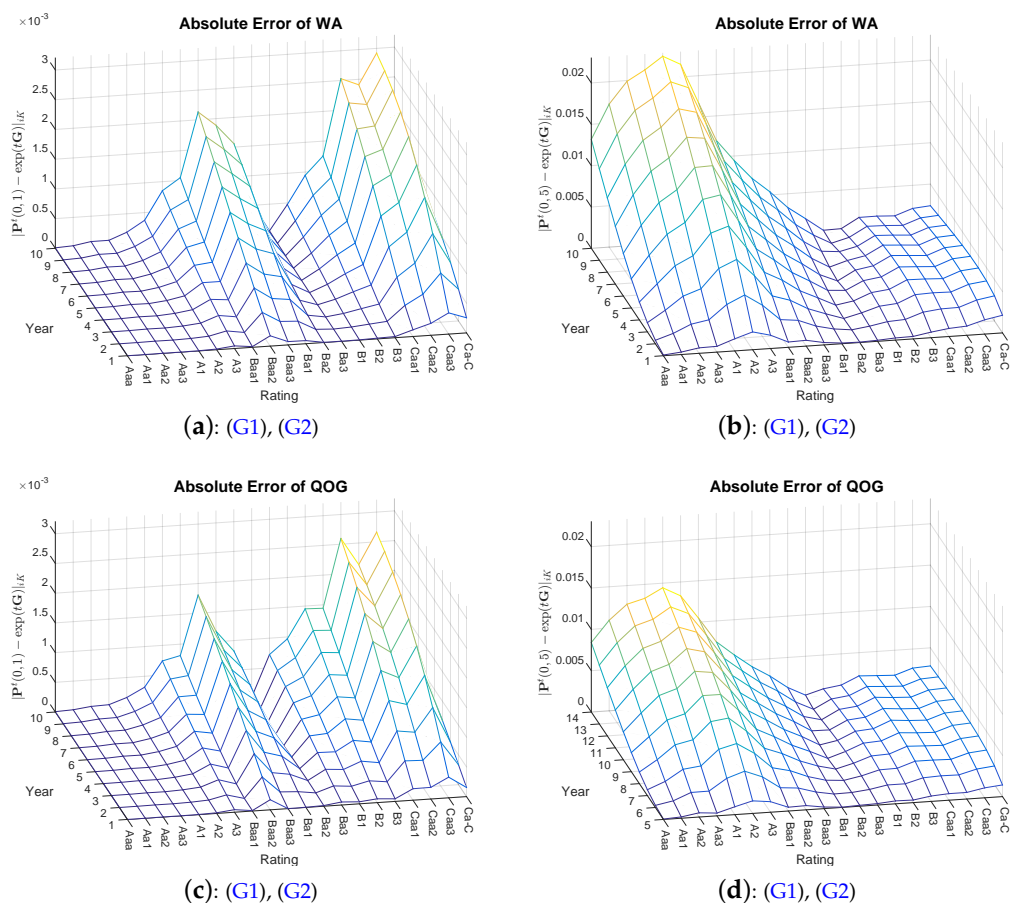 ×10⁻³
Absolute Error of WA
3
2.5
2
1.5
1
0.5
0
|𝐏ᵗ(0, 1) − exp(t𝐆)|ᵢK
10
9
8
7
6
5
4
3
2
1
Year
Aaa
Aa1
Aa2
Aa3
A1
A2
A3
Baa1
Baa2
Baa3
Ba1
Ba2
Ba3
B1
B2
B3
Caa1
Caa2
Caa3
Ca-C
Rating
(a): (G1), (G2)
Absolute Error of WA
0.02
0.015
0.01
0.005
0
|𝐏ᵗ(0, 5) − exp(t𝐆)|ᵢK
10
9
8
7
6
5
4
3
2
1
Year
Aaa
Aa1
Aa2
Aa3
A1
A2
A3
Baa1
Baa2
Baa3
Ba1
Ba2
Ba3
B1
B2
B3
Caa1
Caa2
Caa3
Ca-C
Rating
(b): (G1), (G2)
×10⁻³
Absolute Error of QOG
3
2.5
2
1.5
1
0.5
0
|𝐏ᵗ(0, 1) − exp(t𝐆)|ᵢK
10
9
8
7
6
5
4
3
2
1
Year
Aaa
Aa1
Aa2
Aa3
A1
A2
A3
Baa1
Baa2
Baa3
Ba1
Ba2
Ba3
B1
B2
B3
Caa1
Caa2
Caa3
Ca-C
Rating
(c): (G1), (G2)
Absolute Error of QOG
0.02
0.015
0.01
0.005
0
|𝐏ᵗ(0, 5) − exp(t𝐆)|ᵢK
14
13
12
11
10
9
8
7
6
5
Year
Aaa
Aa1
Aa2
Aa3
A1
A2
A3
Baa1
Baa2
Baa3
Ba1
Ba2
Ba3
B1
B2
B3
Caa1
Caa2
Caa3
Ca-C
Rating
(d): (G1), (G2)